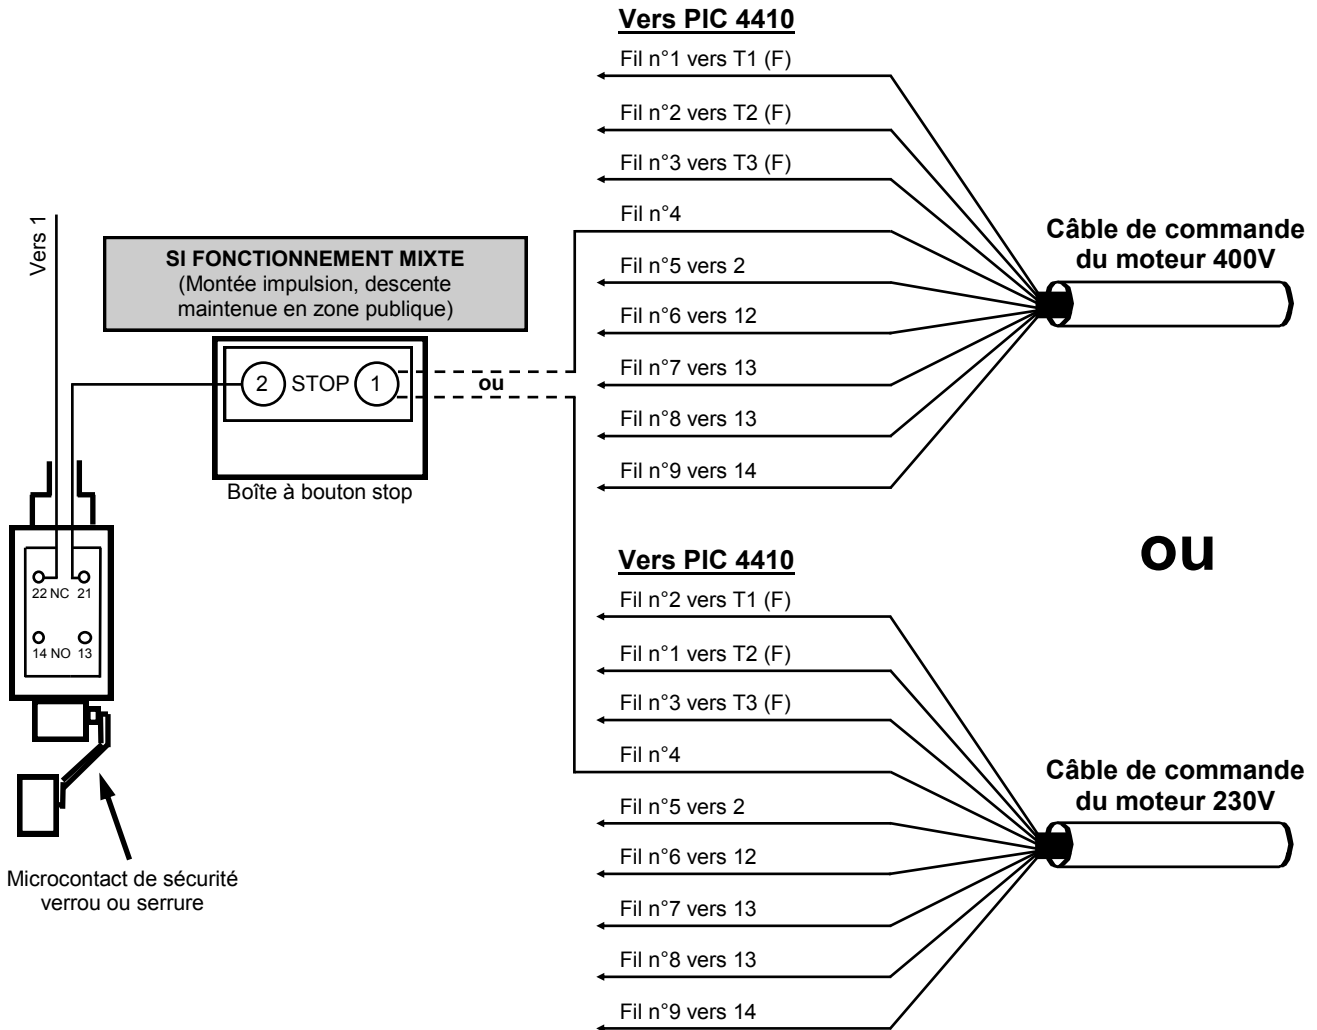 Vers PIC 4410
Fil n°1 vers T1 (F)
Fil n°2 vers T2 (F)
Fil n°3 vers T3 (F)
Fil n°4
Fil n°5 vers 2
Fil n°6 vers 12
Fil n°7 vers 13
Fil n°8 vers 13
Fil n°9 vers 14
Câble de commande
du moteur 400V
Vers 1
SI FONCTIONNEMENT MIXTE
(Montée impulsion, descente
maintenue en zone publique)
2 STOP 1
ou
Boîte à bouton stop
ou
22 NC 21
14 NO 13
Microcontact de sécurité
verrou ou serrure
Vers PIC 4410
Fil n°2 vers T1 (F)
Fil n°1 vers T2 (F)
Fil n°3 vers T3 (F)
Fil n°4
Fil n°5 vers 2
Fil n°6 vers 12
Fil n°7 vers 13
Fil n°8 vers 13
Fil n°9 vers 14
Câble de commande
du moteur 230V